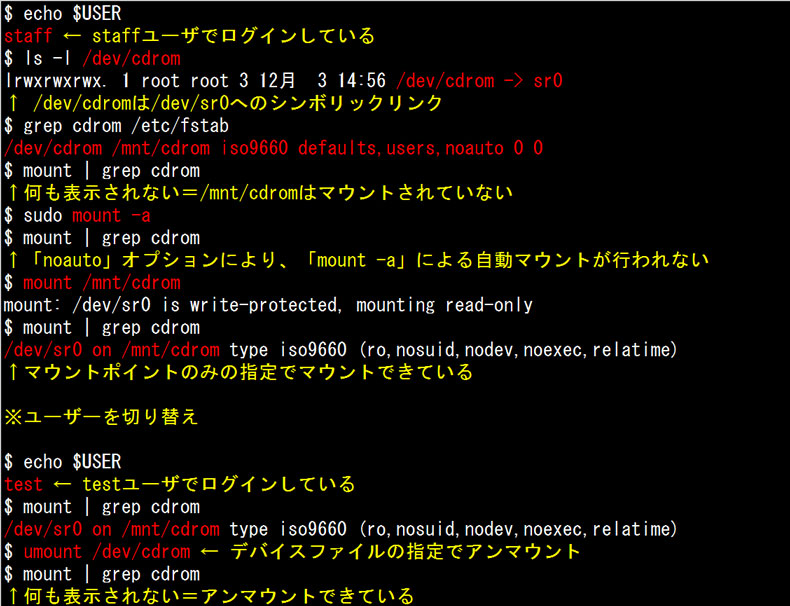 $ echo $USER
staff ← staffユーザでログインしている
$ ls -l /dev/cdrom
lrwxrwxrwx. 1 root root 3 12月  3 14:56 /dev/cdrom -> sr0
↑ /dev/cdromは/dev/sr0へのシンボリックリンク
$ grep cdrom /etc/fstab
/dev/cdrom /mnt/cdrom iso9660 defaults,users,noauto 0 0
$ mount | grep cdrom
↑何も表示されない＝/mnt/cdromはマウントされていない
$ sudo mount -a
$ mount | grep cdrom
↑「noauto」オプションにより、「mount -a」による自動マウントが行われない
$ mount /mnt/cdrom
mount: /dev/sr0 is write-protected, mounting read-only
$ mount | grep cdrom
/dev/sr0 on /mnt/cdrom type iso9660 (ro,nosuid,nodev,noexec,relatime)
↑マウントポイントのみの指定でマウントできている
※ユーザーを切り替え
$ echo $USER
test ← testユーザでログインしている
$ mount | grep cdrom
/dev/sr0 on /mnt/cdrom type iso9660 (ro,nosuid,nodev,noexec,relatime)
$ umount /dev/cdrom ← デバイスファイルの指定でアンマウント
$ mount | grep cdrom
↑何も表示されない＝アンマウントできている